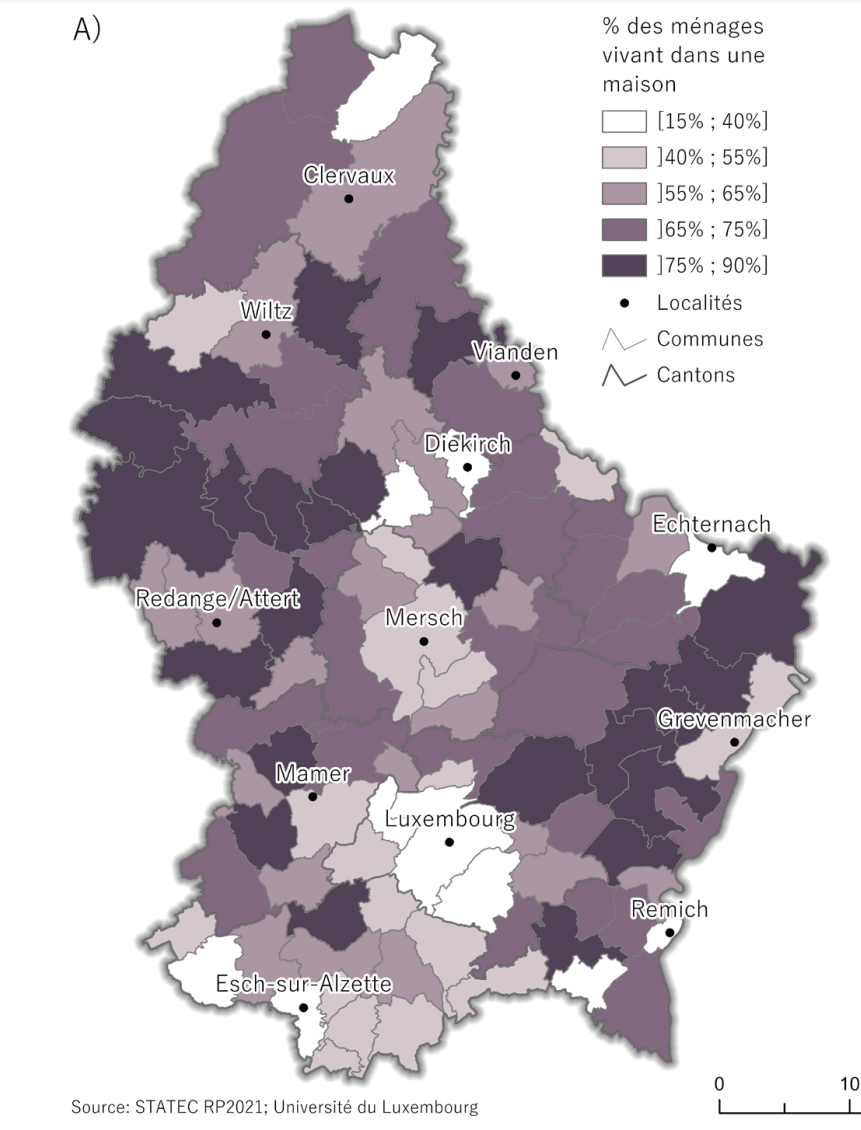 A)
% des ménages
vivant dans une
maison
[15% ; 40%]
]40% ; 55%]
]55% ; 65%]
]65% ; 75%]
]75% ; 90%]
Localités
Communes
Cantons
Clervaux
Wiltz
Vianden
Diekirch
Echternach
Redange/Attert
Mersch
Grevenmacher
Mamer
Luxembourg
Remich
Esch-sur-Alzette
0 10
Source: STATEC RP2021; Université du Luxembourg